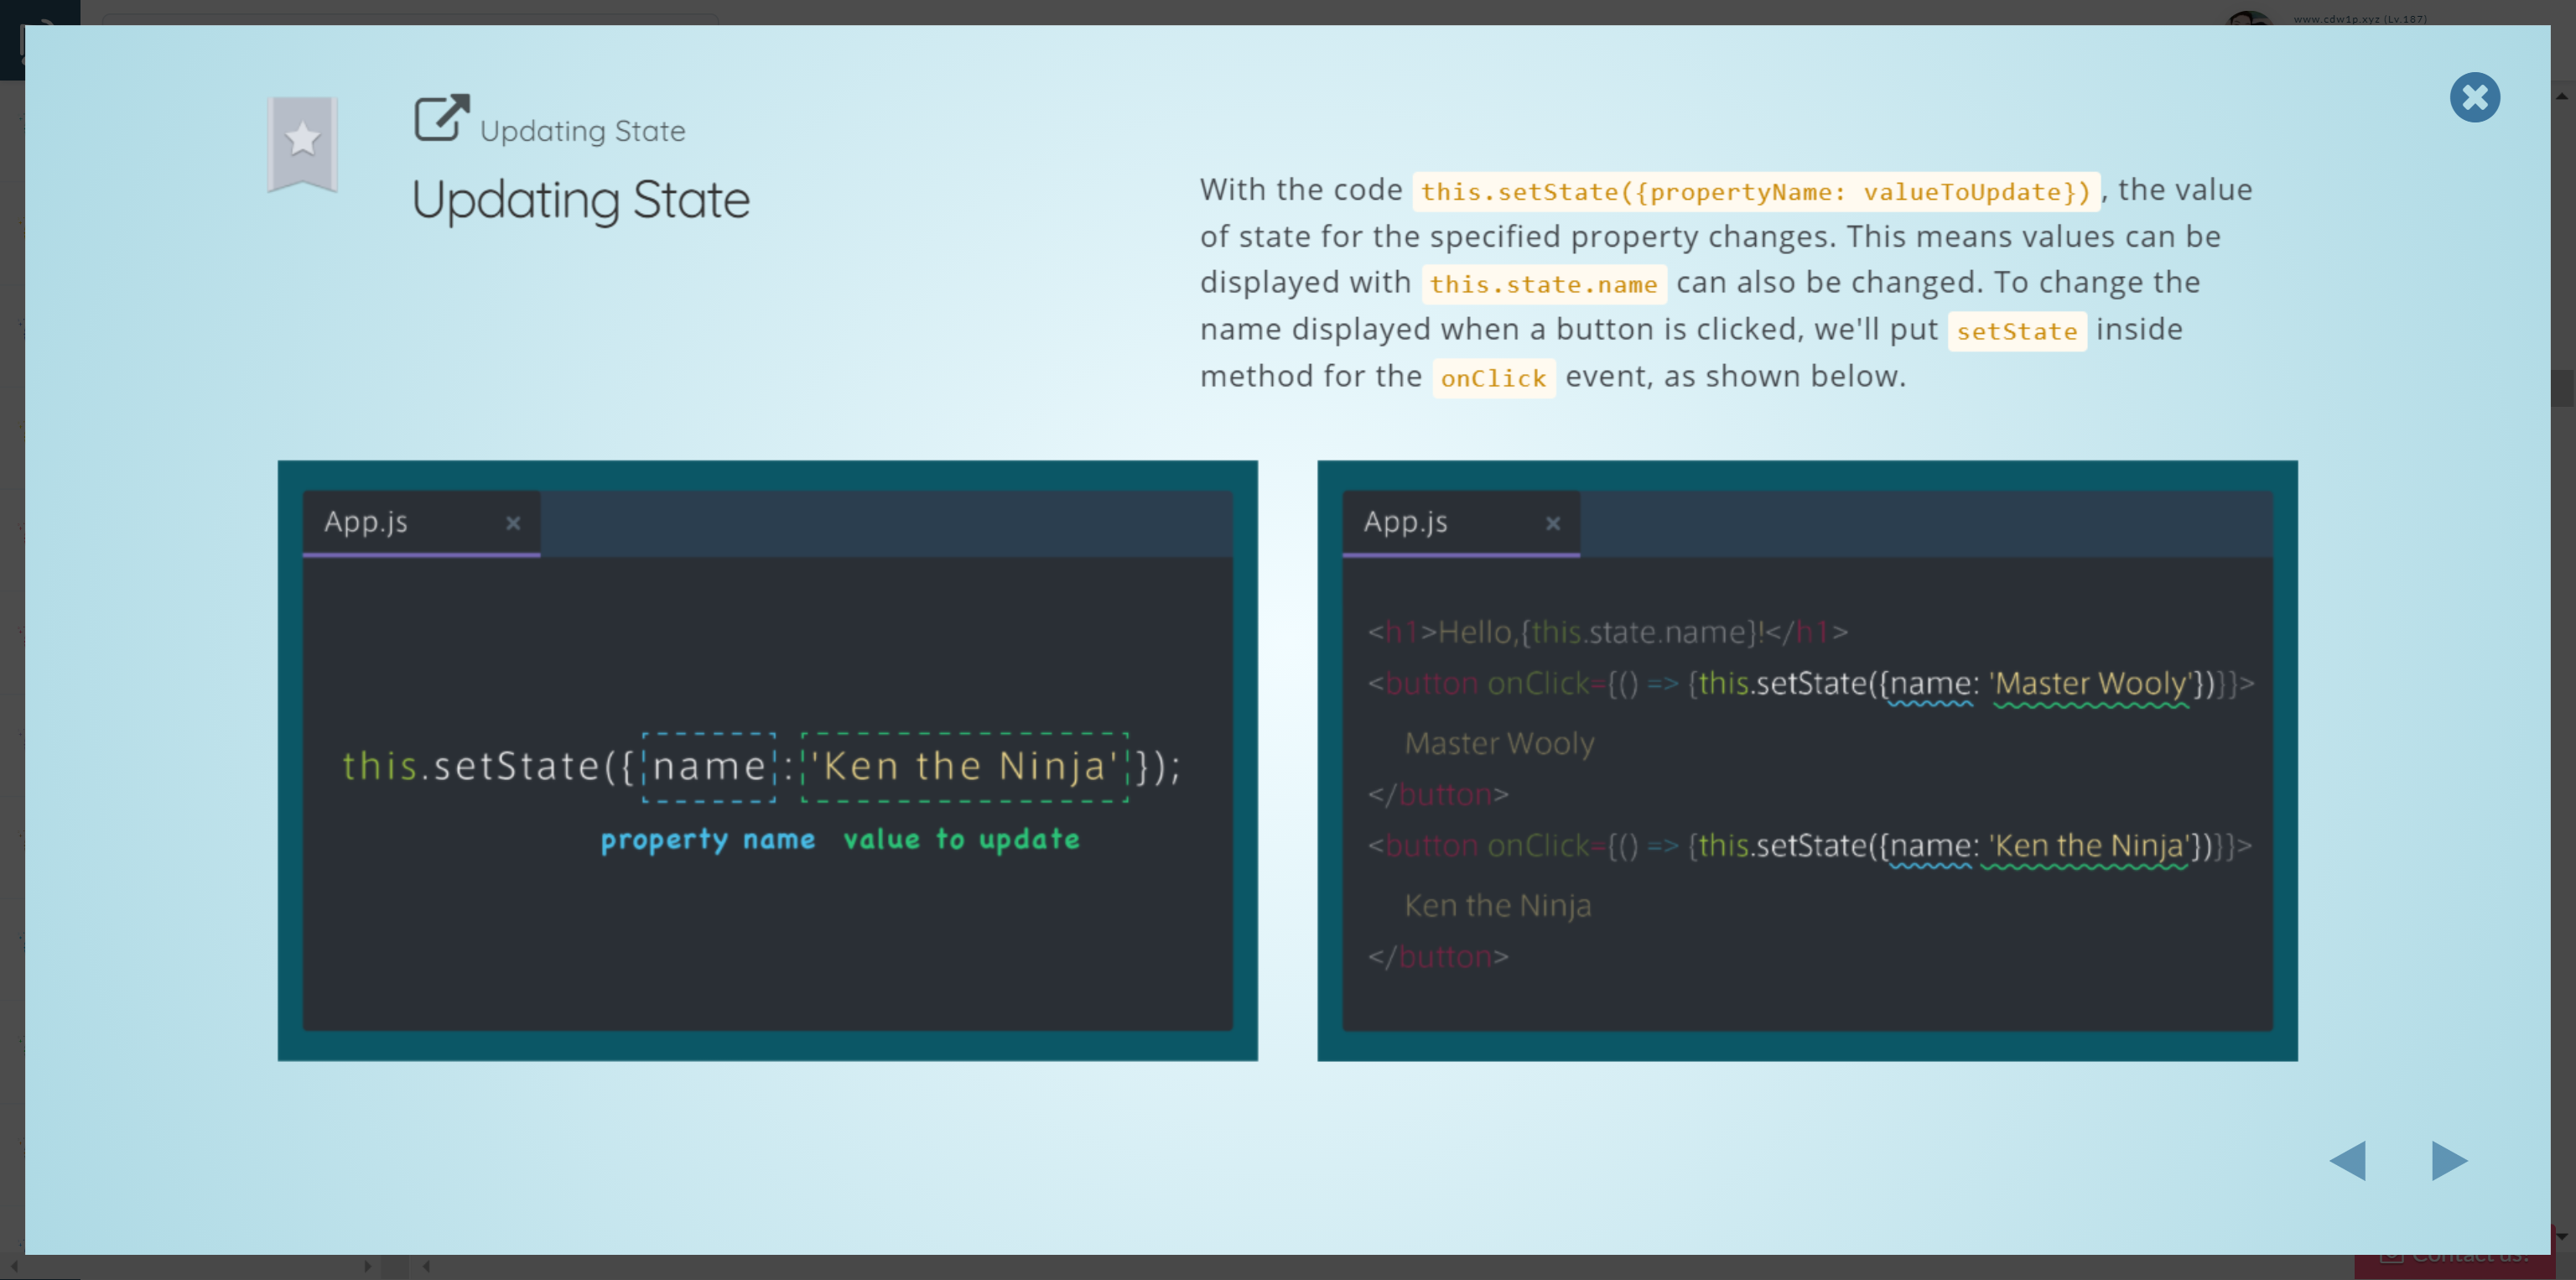 www.cdw1p.xyz (Lv.187)
Updating State
Updating State
With the code this.setState({propertyName: valueToUpdate}), the value
of state for the specified property changes. This means values can be
displayed with this.state.name can also be changed. To change the
name displayed when a button is clicked, we'll put setState inside
method for the onClick event, as shown below.
App.js
this.setState({name:'Ken the Ninja'});
property name value to update
App.js
<h1>Hello,{this.state.name}!</h1>
<button onClick={() => {this.setState({name: 'Master Wooly'})}}>
Master Wooly
</button>
<button onClick={() => {this.setState({name: 'Ken the Ninja'})}}>
Ken the Ninja
</button>
Contact us!